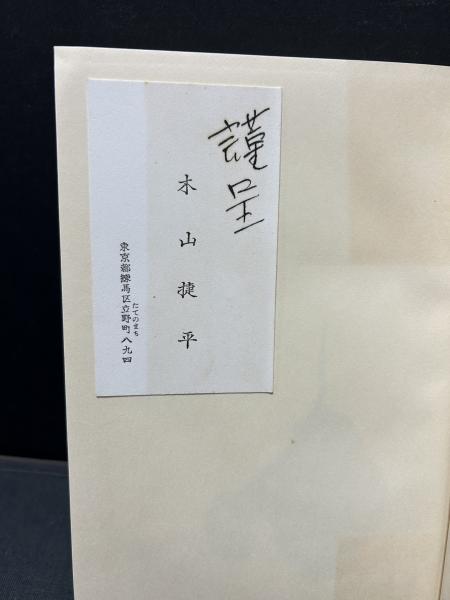 謹呈
木山捷平
東京都練馬区立野町八九四
たてのまち